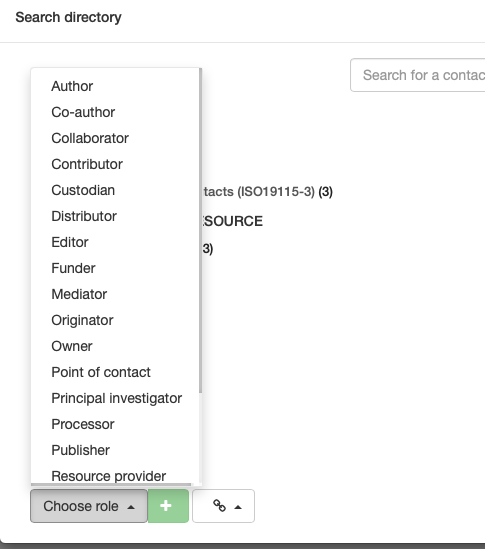 Search directory
Search for a contac
Author
Co-author
Collaborator
Contributor
Custodian
tacts (ISO19115-3) (3)
Distributor
SOURCE
Editor
3)
Funder
Mediator
Originator
Owner
Point of contact
Principal investigator
Processor
Publisher
Resource provider
Choose role